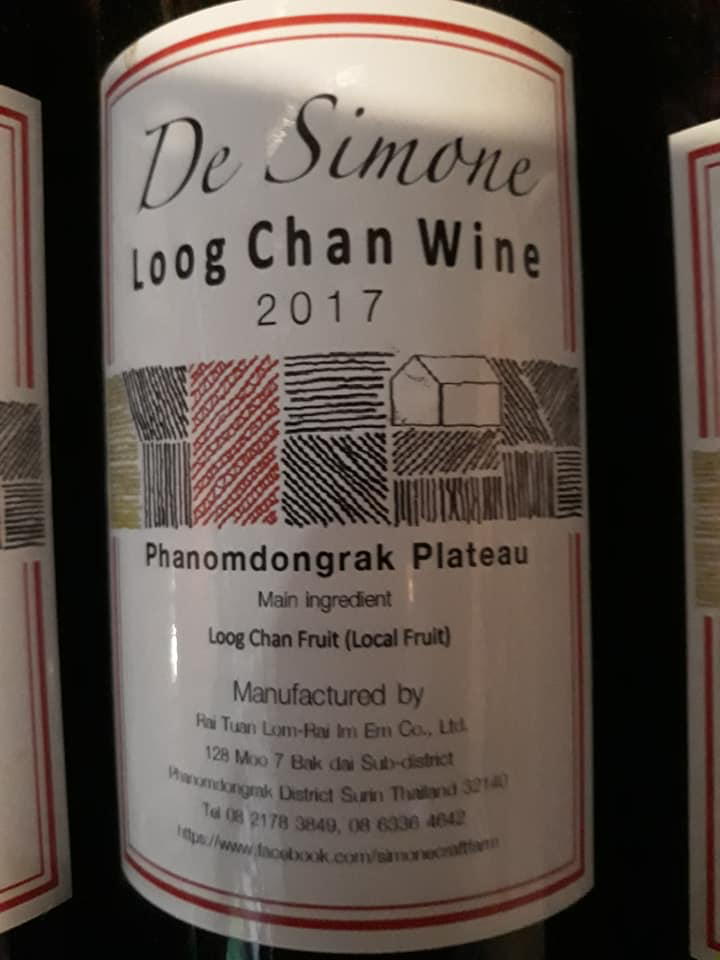 De Simone
Loog Chan Wine
2017
Phanomdongrak Plateau
Main ingredient
Loog Chan Fruit (Local Fruit)
Manufactured by
Rai Tuan Lom-Rai Im Em Co., Ltd.
128 Moo 7 Bak dai Sub-district
Phanomdongrak District Surin Thailand 32140
Tel 08 2178 3849, 08 6336 4642
https://www.facebook.com/simonecraftfarm